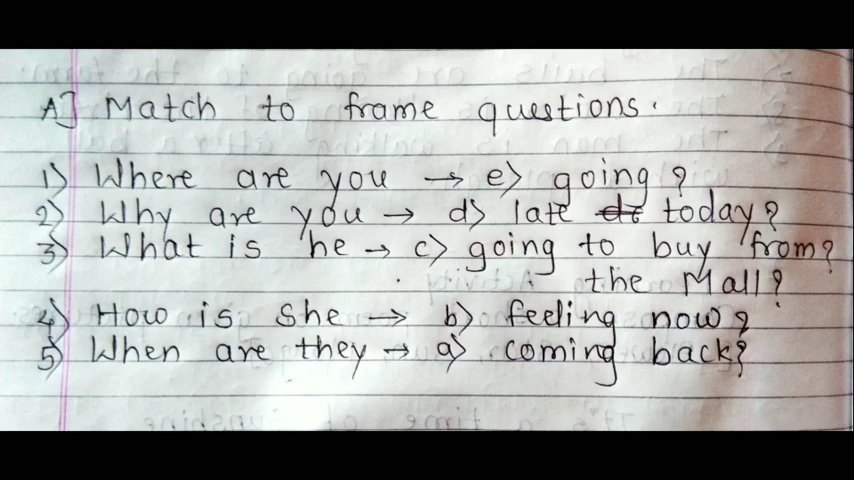 A] Match to frame questions.
1) Where are you → e) going?
2) Why are you → d) late today?
3) What is he → c) going to buy from?
the Mall?
4) How is she → b) feeling now?
5) When are they → a) coming back?